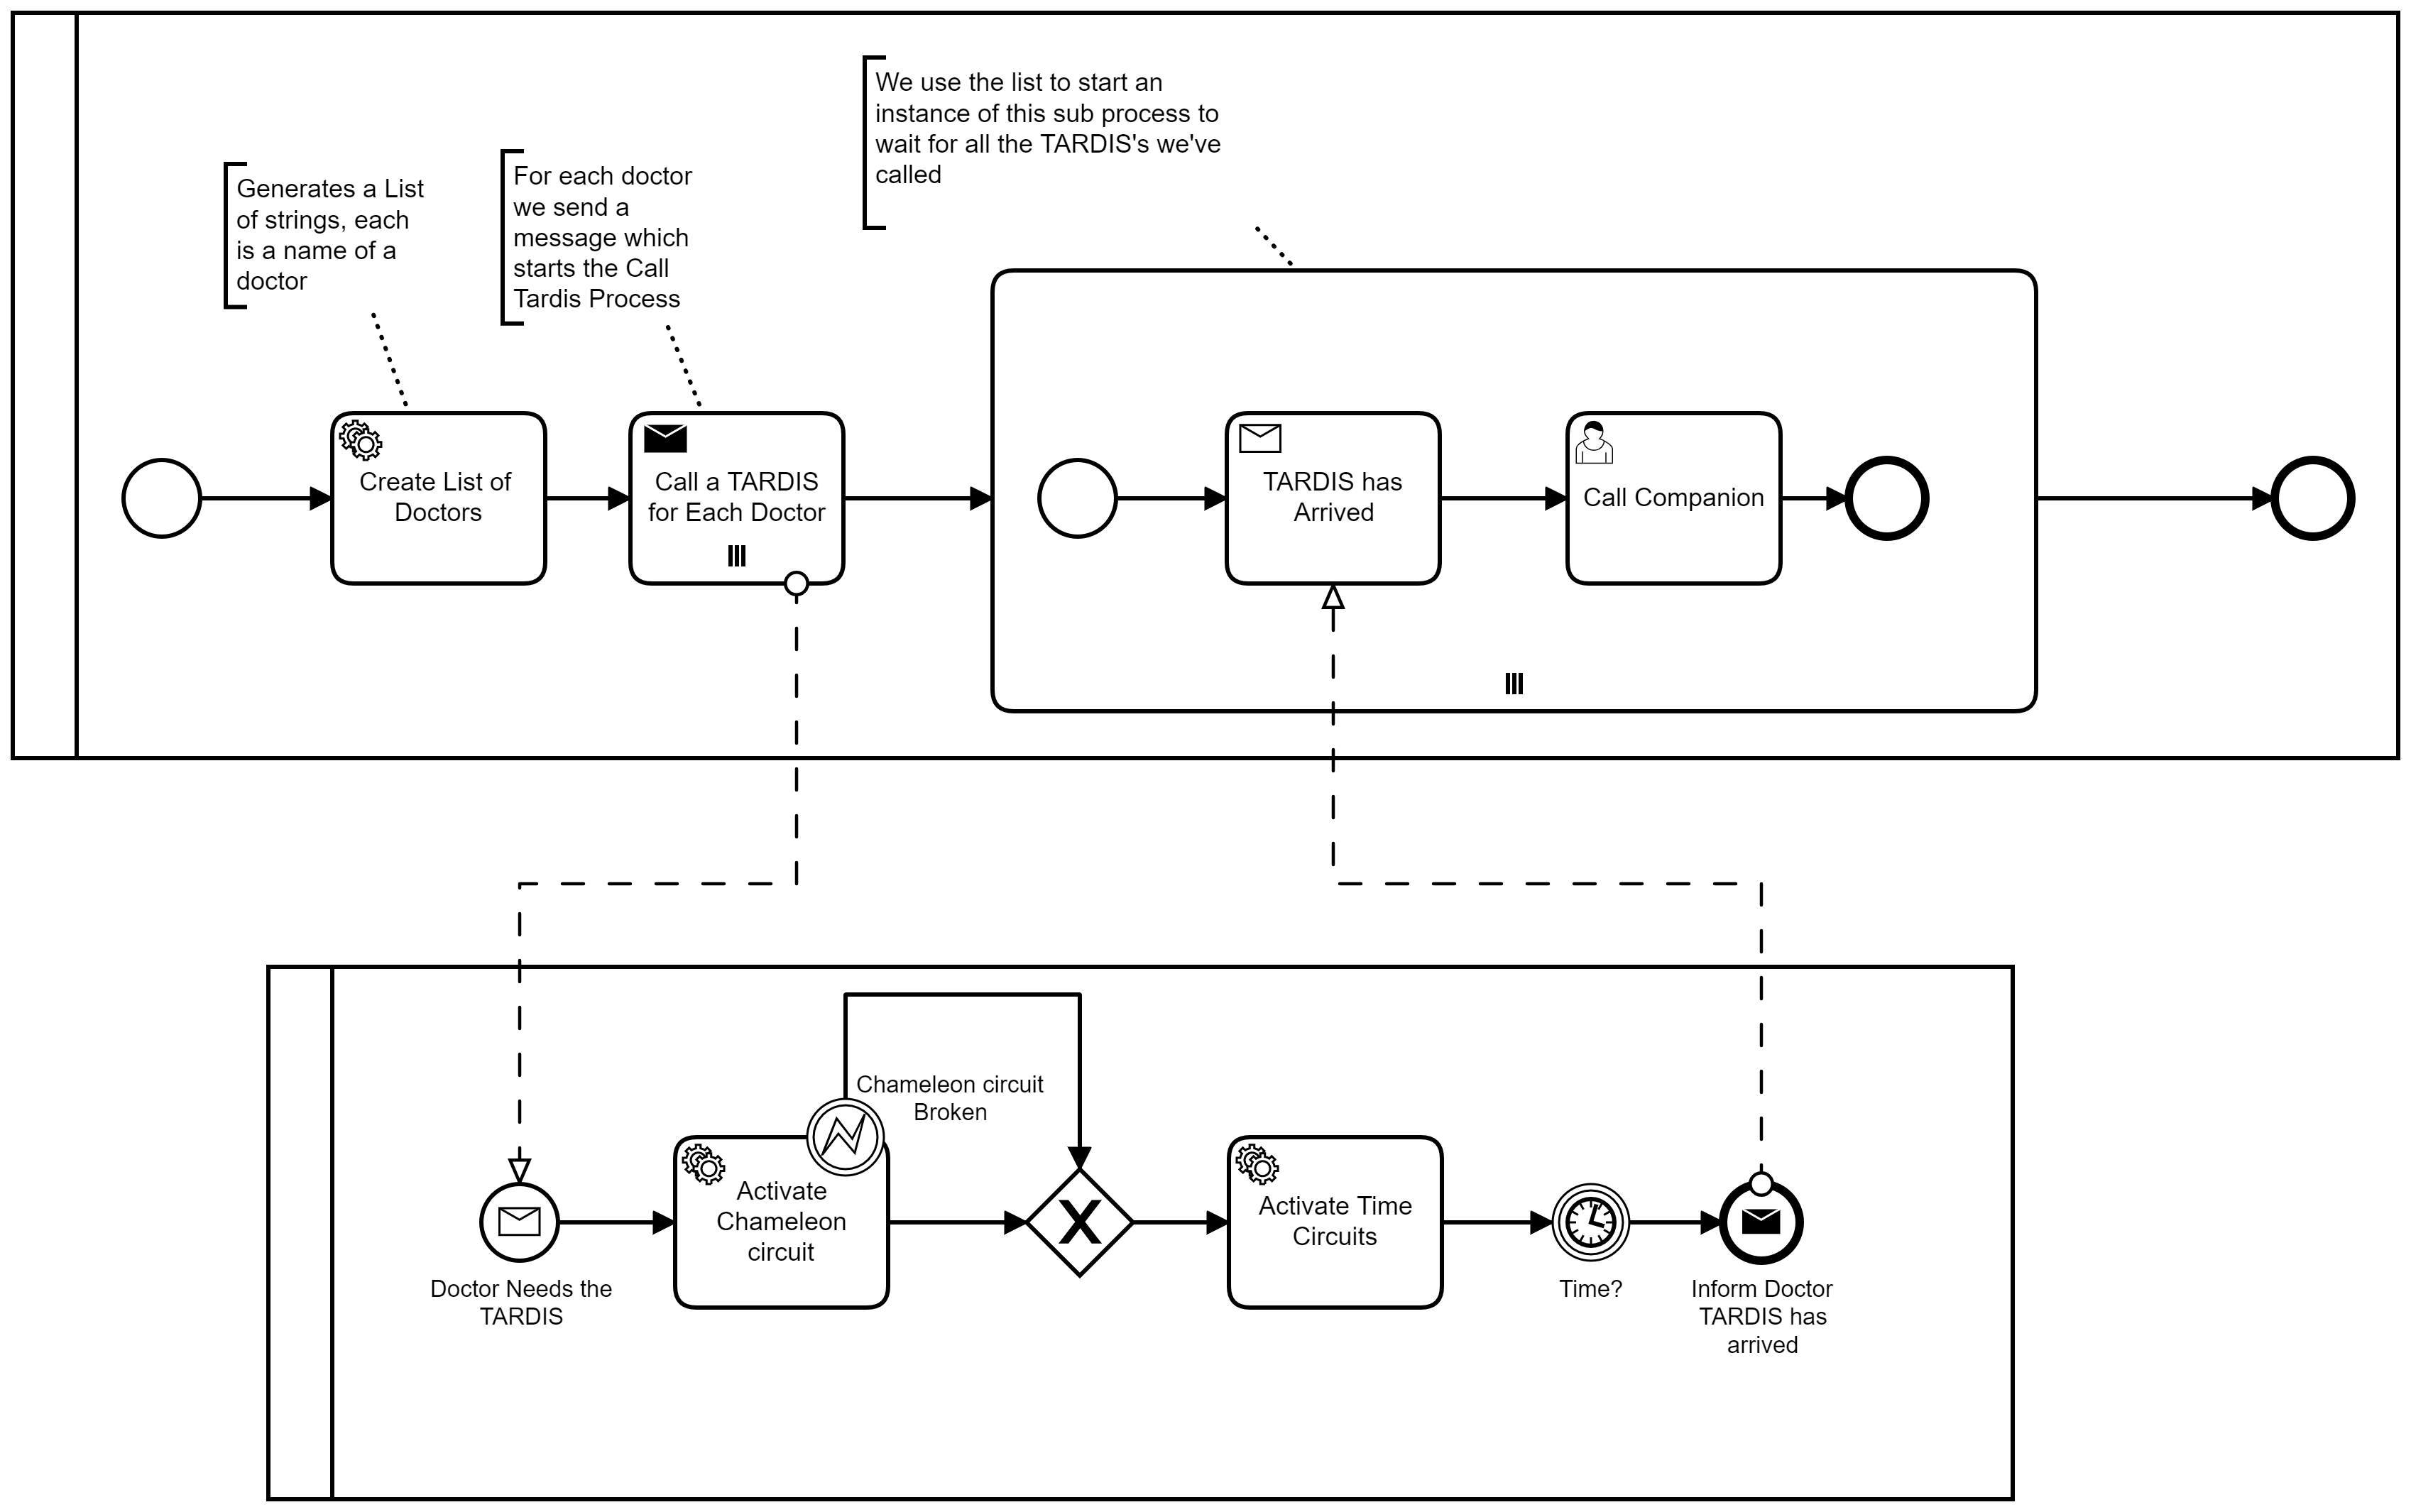 We use the list to start an
instance of this sub process to
wait for all the TARDIS's we've
called
Generates a List
of strings, each
is a name of a
doctor
For each doctor
we send a
message which
starts the Call
Tardis Process
Create List of
Doctors
Call a TARDIS
for Each Doctor
TARDIS has
Arrived
Call Companion
Chameleon circuit
Broken
Doctor Needs the
TARDIS
Activate
Chameleon
circuit
Activate Time
Circuits
Time?
Inform Doctor
TARDIS has
arrived